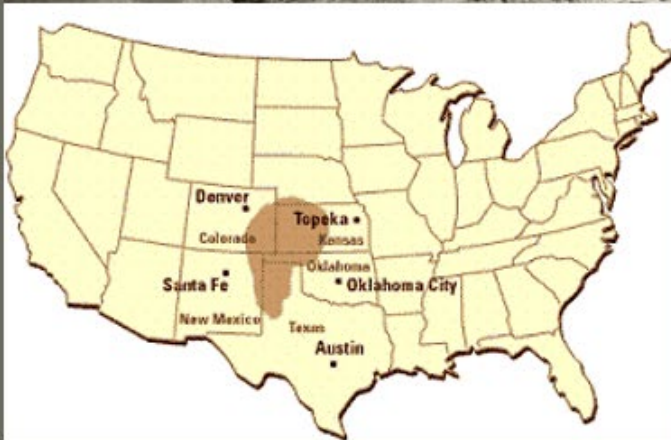 Denver
Topeka
Colorado
Kansas
Oklahoma
Santa Fe
Oklahoma City
New Mexico
Texas
Austin